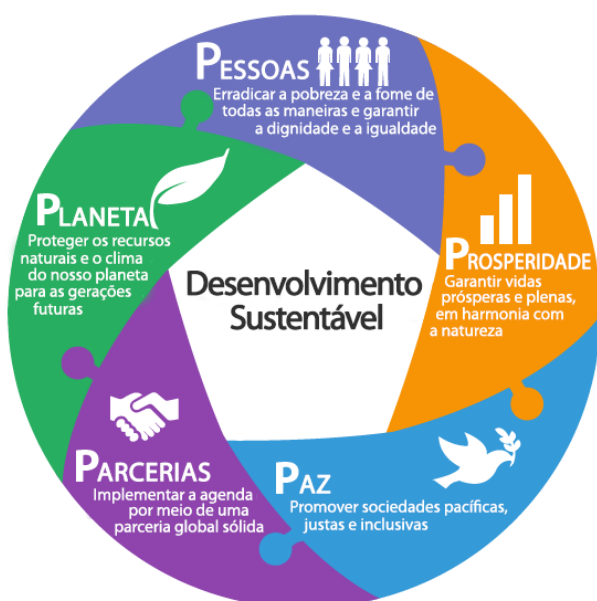 PESSOAS
Erradicar a pobreza e a fome de
todas as maneiras e garantir
a dignidade e a igualdade
PLANETA
Proteger os recursos
naturais e o clima
do nosso planeta
para as gerações
futuras
PROSPERIDADE
Garantir vidas
prósperas e plenas,
em harmonia com
a natureza
Desenvolvimento
Sustentável
PARCERIAS
Implementar a agenda
por meio de uma
parceria global sólida
PAZ
Promover sociedades pacíficas,
justas e inclusivas